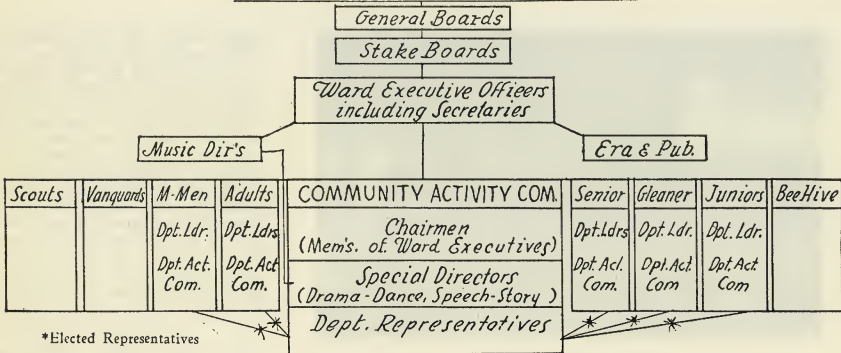 General Boards
Stake Boards
Ward Executive Offieers
including Secretaries
Music Dir's
Era & Pub.
Scouts
Vanguards
M-Men
Dpt. Ldr.
Dpt. Act.
Com.
Adults
Dpt. Ldrs
Dpt. Act
Com.
COMMUNITY ACTIVITY COM.
Chairmen
(Mem's. of Ward Executives)
Special Directors
(Drama-Dance, Speech-Story)
Dept. Representatives
Senior
Dpt. Ldrs
Dpt. Act.
Com.
Gleaner
Dpt. Ldr.
Dpt. Act
Com
Juniors
Dpt. Ldr.
Dpt. Act
Com
BeeHive
*Elected Representatives